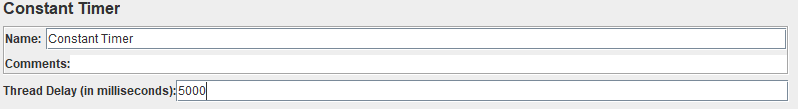 Constant Timer
Name: Constant Timer
Comments:
Thread Delay (in milliseconds): 5000